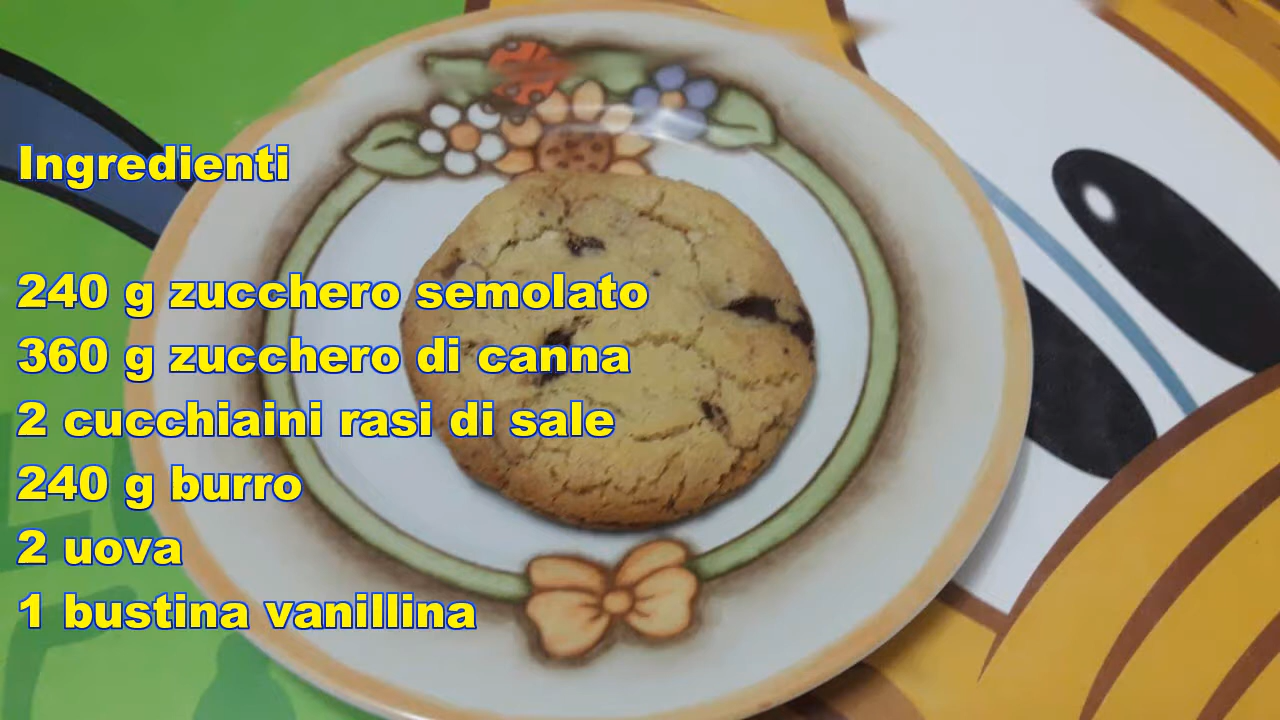 Ingredienti
240 g zucchero semolato
360 g zucchero di canna
2 cucchiaini rasi di sale
240 g burro
2 uova
1 bustina vanillina